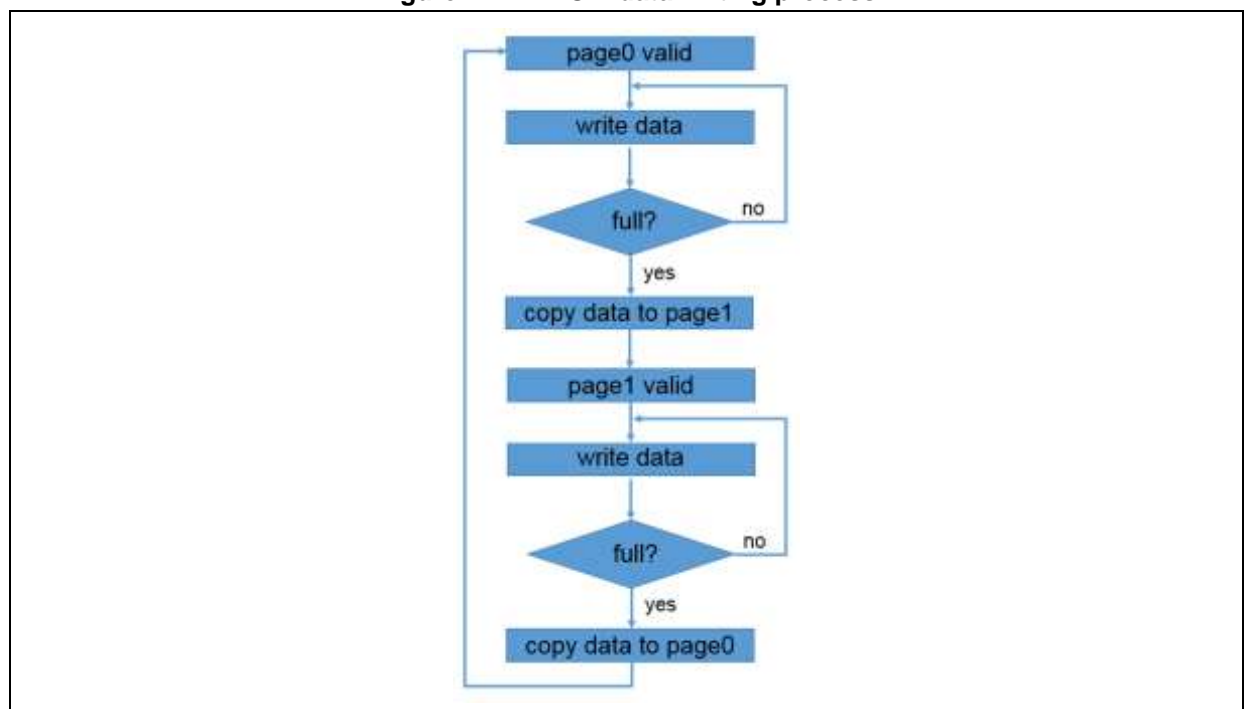 page0 valid
write data
full?
no
yes
copy data to page1
page1 valid
write data
full?
no
yes
copy data to page0